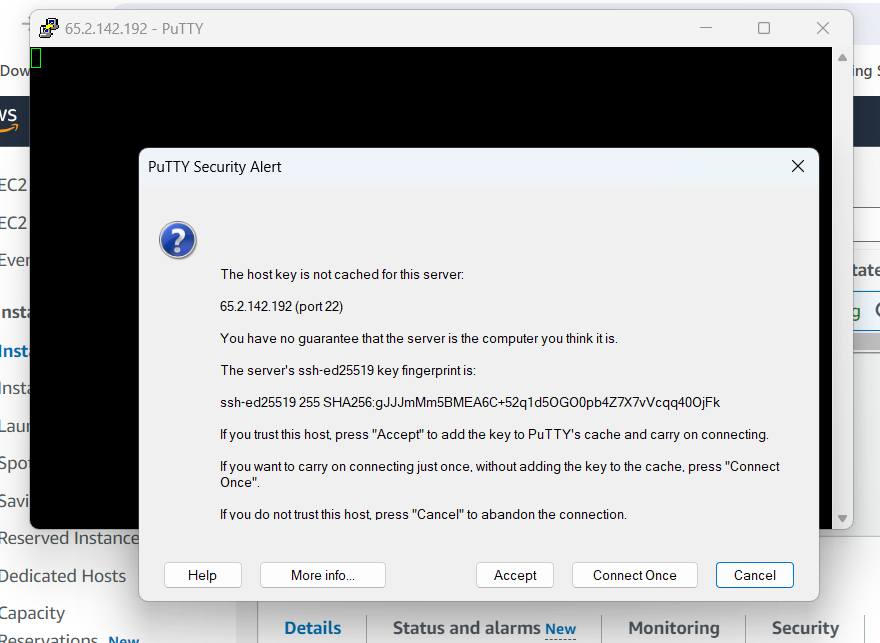 65.2.142.192 - PuTTY
PuTTY Security Alert
The host key is not cached for this server:
65.2.142.192 (port 22)
You have no guarantee that the server is the computer you think it is.
The server's ssh-ed25519 key fingerprint is:
ssh-ed25519 255 SHA256:gJJJmMm5BMEA6C+52q1d5OGO0pb4Z7X7vVcqq40OjFk
If you trust this host, press "Accept" to add the key to PuTTY's cache and carry on connecting.
If you want to carry on connecting just once, without adding the key to the cache, press "Connect
Once".
If you do not trust this host, press "Cancel" to abandon the connection.
Help
More info...
Accept
Connect Once
Cancel
EC2
EC2
Reserved Instance
Dedicated Hosts
Capacity
Reservations New
Details
Status and alarms New
Monitoring
Security